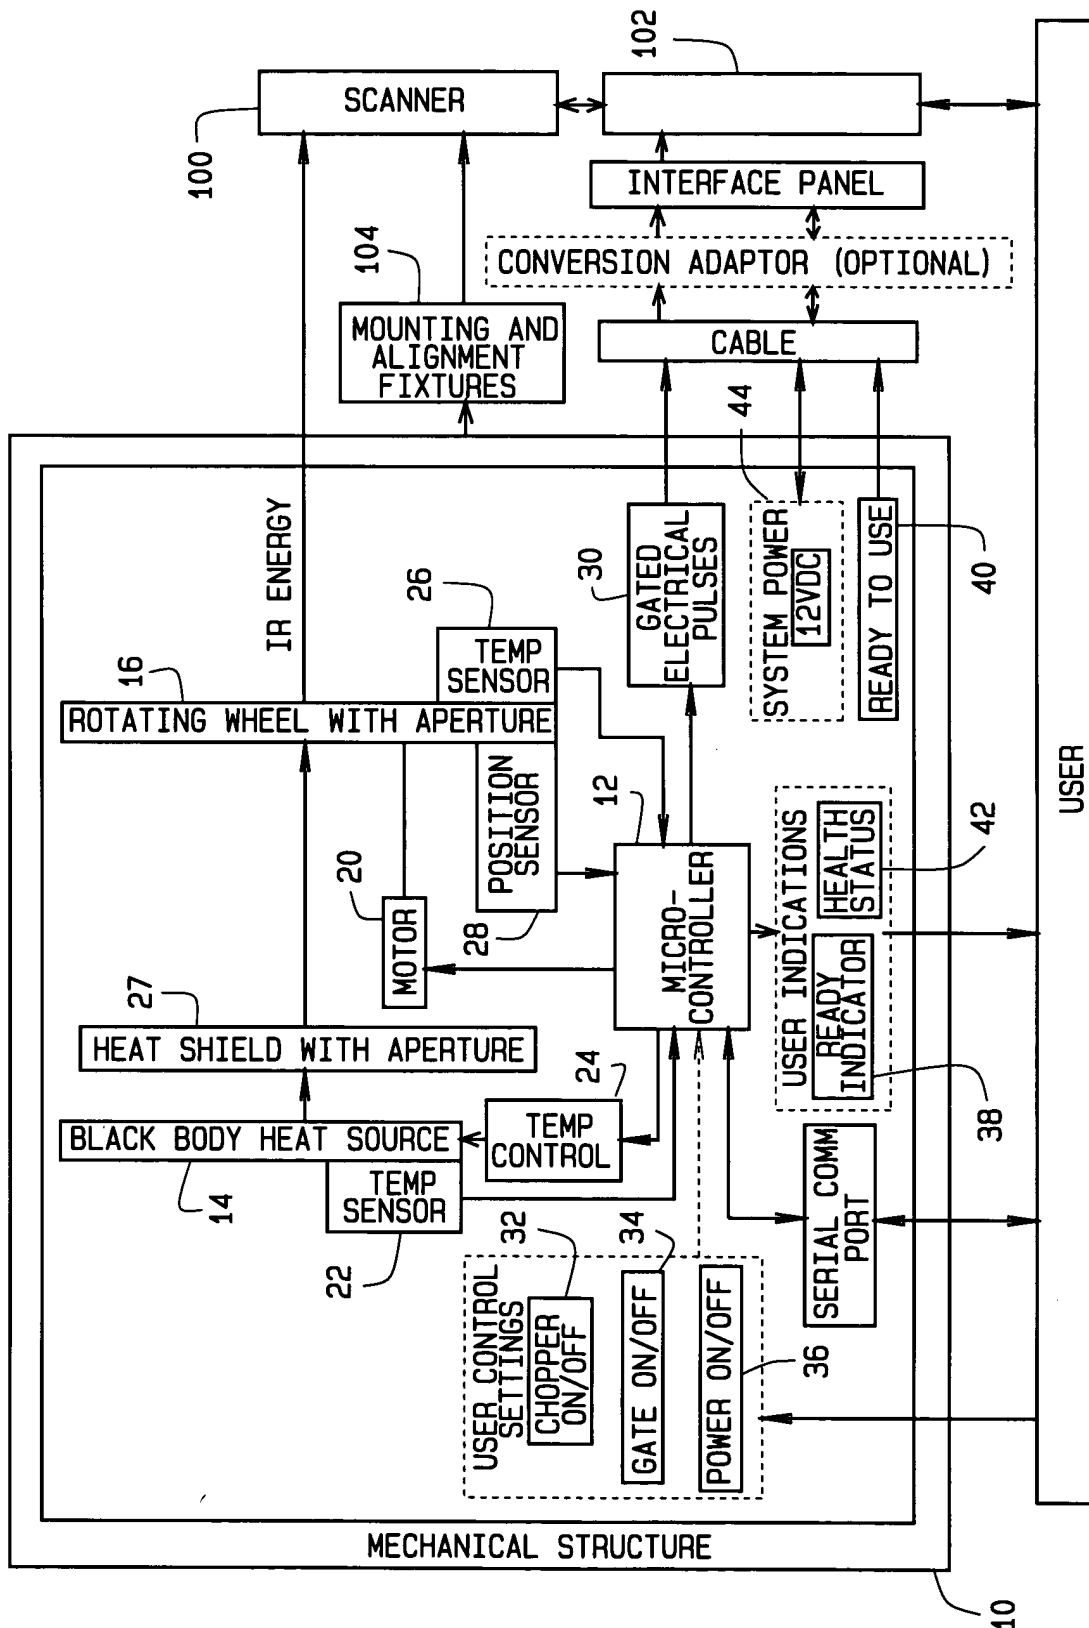 102
SCANNER
100
INTERFACE PANEL
CONVERSION ADAPTOR (OPTIONAL)
CABLE
104
MOUNTING AND
ALIGNMENT
FIXTURES
44
IR ENERGY
26
TEMP
SENSOR
16
ROTATING WHEEL WITH APERTURE
POSITION
SENSOR
28
20
MOTOR
30
GATED
ELECTRICAL
PULSES
SYSTEM POWER
12VDC
READY TO USE
40
12
MICRO-
CONTROLLER
27
HEAT SHIELD WITH APERTURE
24
TEMP
CONTROL
BLACK BODY HEAT SOURCE
14
TEMP
SENSOR
22
USER INDICATIONS
READY
INDICATOR
38
HEALTH
STATUS
42
SERIAL COMM
PORT
USER CONTROL
SETTINGS
CHOPPER
ON/OFF
32
GATE ON/OFF
34
POWER ON/OFF
36
MECHANICAL STRUCTURE
10
USER